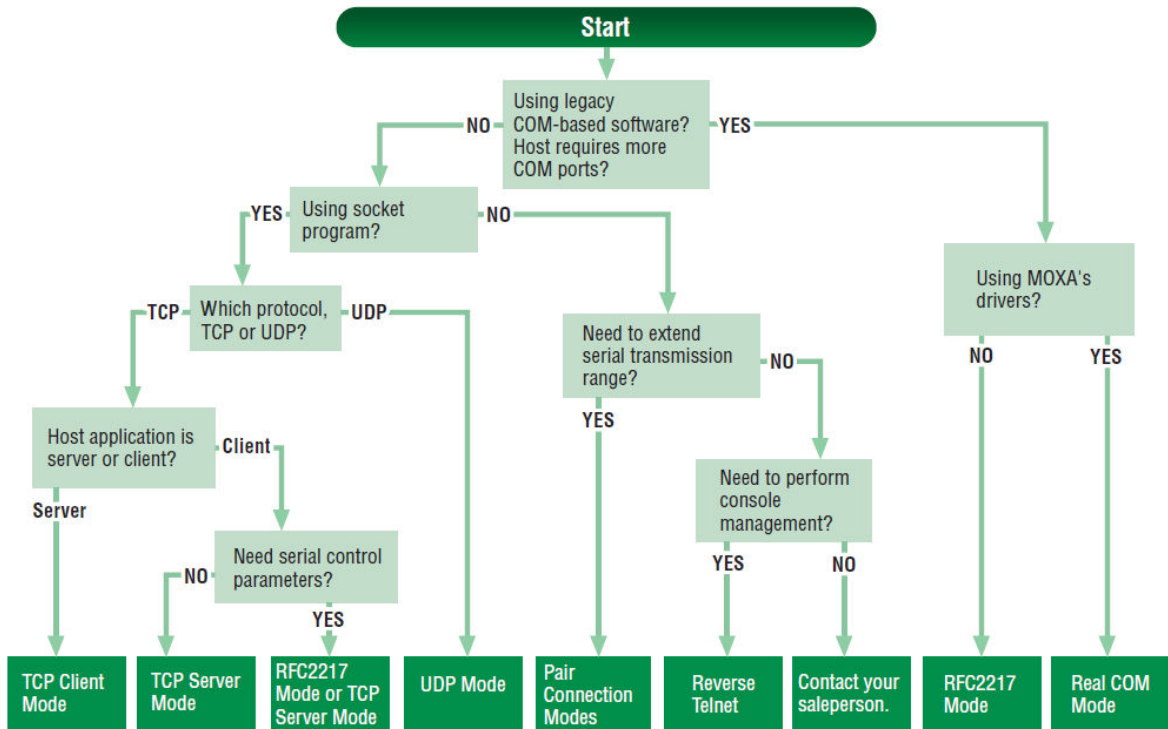 Start
Using legacy
COM-based software?
Host requires more
COM ports?
NO
YES
Using socket
program?
YES
NO
Using MOXA's
drivers?
Which protocol,
TCP or UDP?
TCP
UDP
Need to extend
serial transmission
range?
NO
YES
NO
YES
Host application is
server or client?
Client
Server
Need to perform
console
management?
YES
NO
Need serial control
parameters?
NO
YES
TCP Client
Mode
TCP Server
Mode
RFC2217
Mode or TCP
Server Mode
UDP Mode
Pair
Connection
Modes
Reverse
Telnet
Contact your
saleperson.
RFC2217
Mode
Real COM
Mode